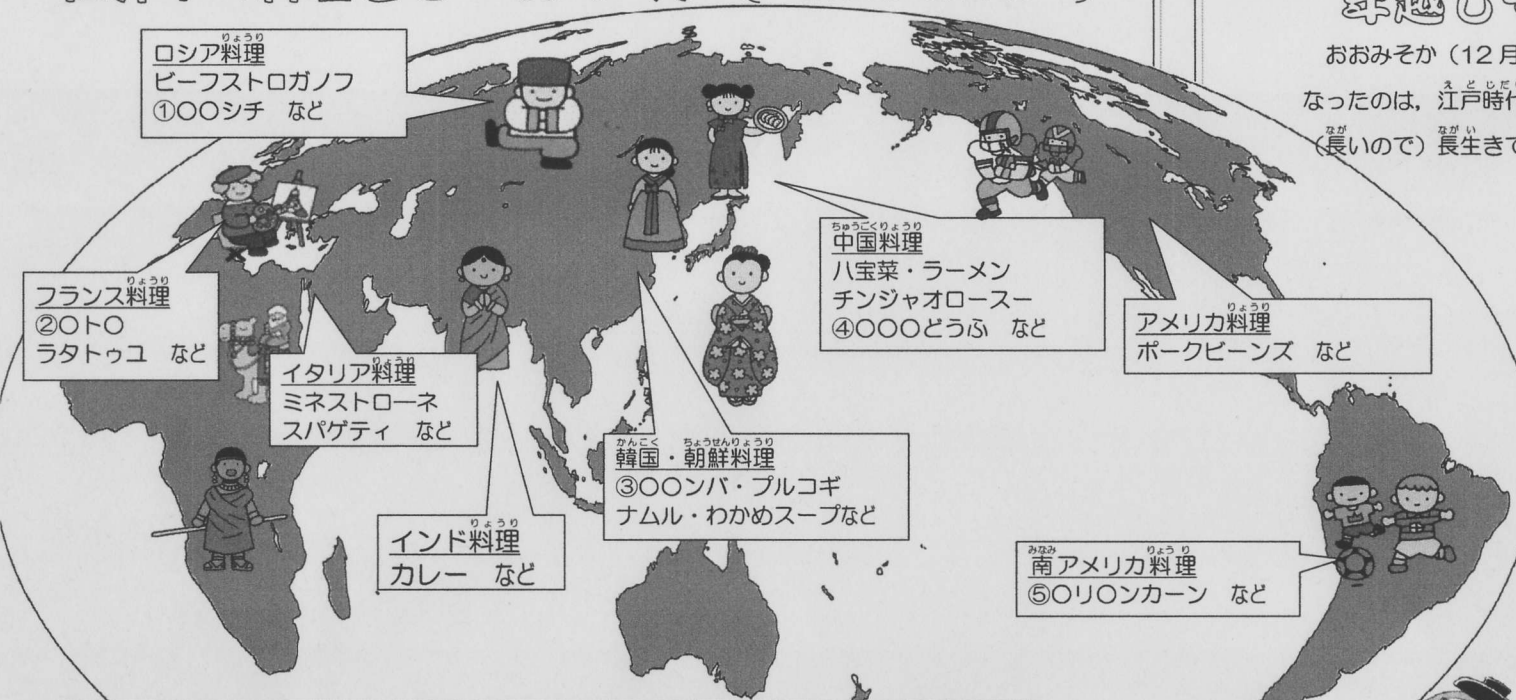 ロシア料理
ビーフストロガノフ
①○○シチ など
フランス料理
②○ト○
ラタトゥユ など
イタリア料理
ミネストローネ
スパゲティ など
インド料理
カレー など
韓国・朝鮮料理
③○○ンバ・プルコギ
ナムル・わかめスープなど
中国料理
八宝菜・ラーメン
チンジャオロースー
④○○○どうふ など
アメリカ料理
ポークビーンズ など
南アメリカ料理
⑤○リ○ンカーン など
おおみそか（12月
なったのは，江戸時代
（長いので）長生きで